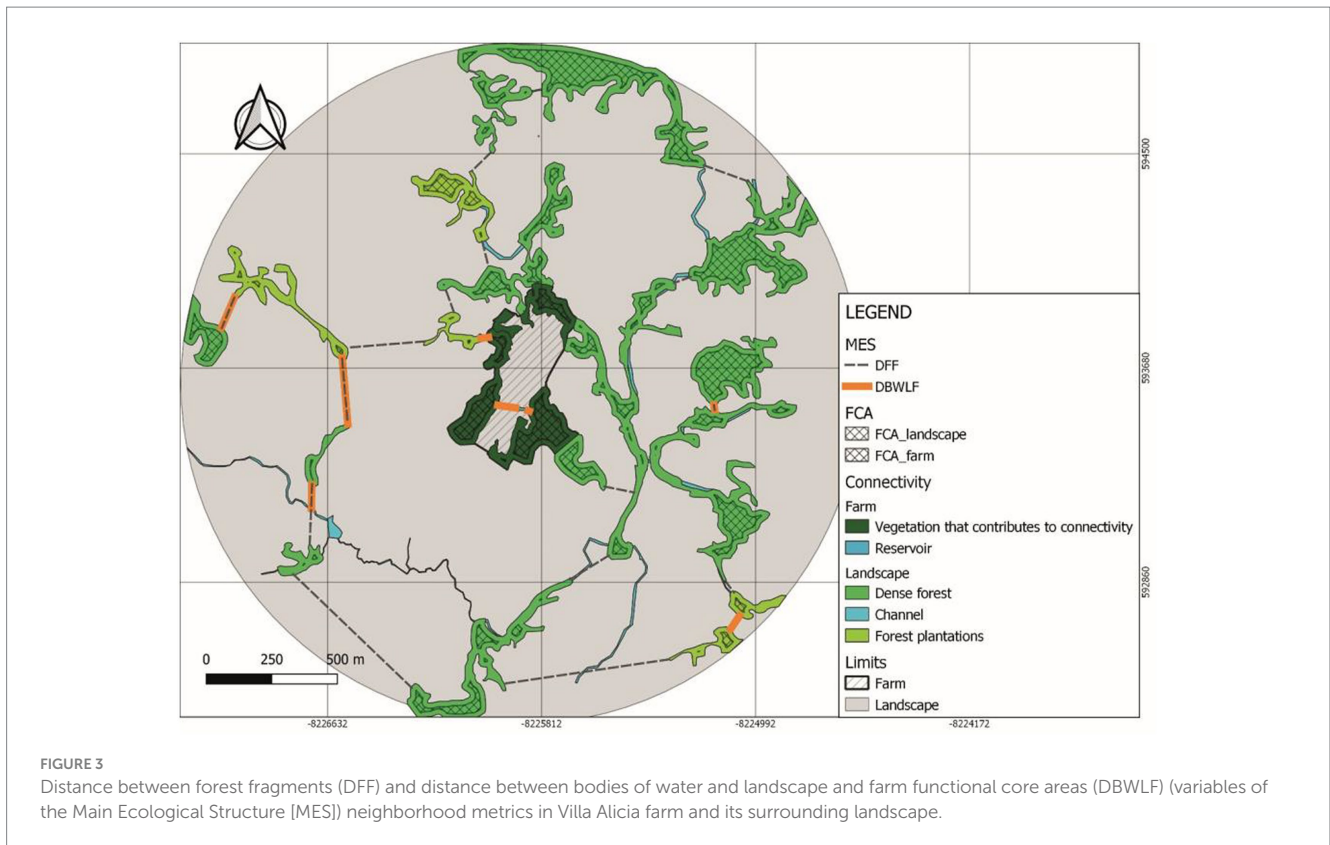 594500
593680
592860
LEGEND
MES
DFF
DBWLF
FCA
FCA_landscape
FCA_farm
Connectivity
Farm
Vegetation that contributes to connectivity
Reservoir
Landscape
Dense forest
Channel
Forest plantations
Limits
Farm
Landscape
0 250 500 m
-8226632 -8225812 -8224992 -8224172
FIGURE 3
Distance between forest fragments (DFF) and distance between bodies of water and landscape and farm functional core areas (DBWLF) (variables of
the Main Ecological Structure [MES]) neighborhood metrics in Villa Alicia farm and its surrounding landscape.